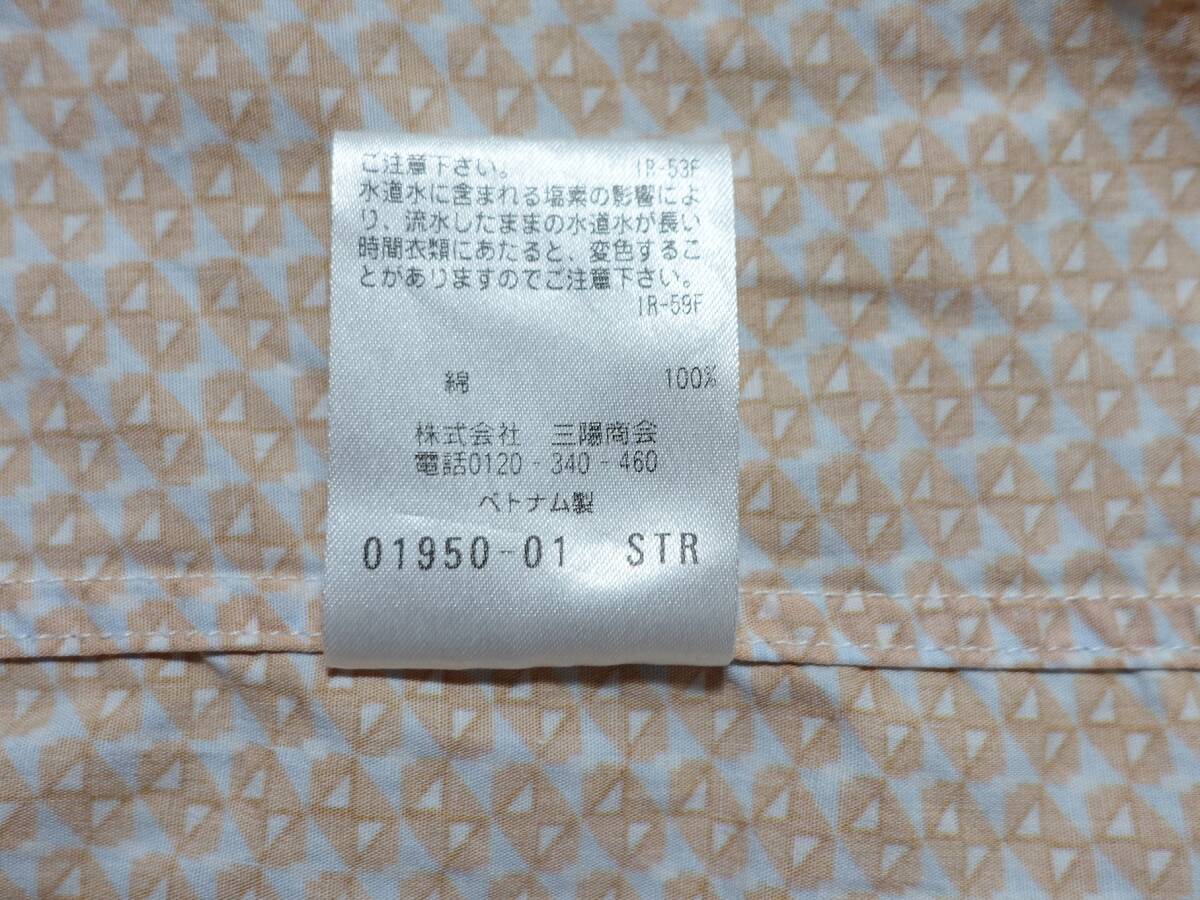 ご注意下さい。 IR-53F
水道水に含まれる塩素の影響によ
り、流水したままの水道水が長い
時間衣類にあたると、変色するこ
とがありますのでご注意下さい。
IR-59F
綿 100%
株式会社 三陽商会
電話0120-340-460
ベトナム製
01950-01 STR